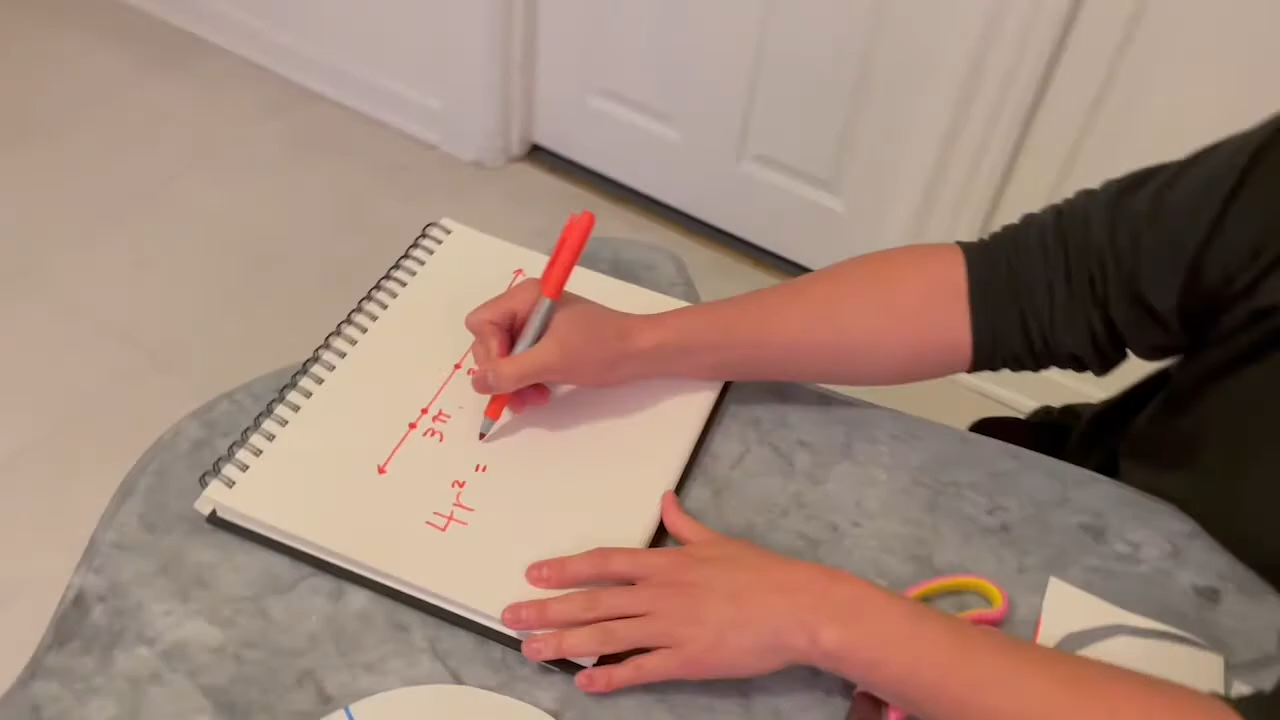 3π
4r² =